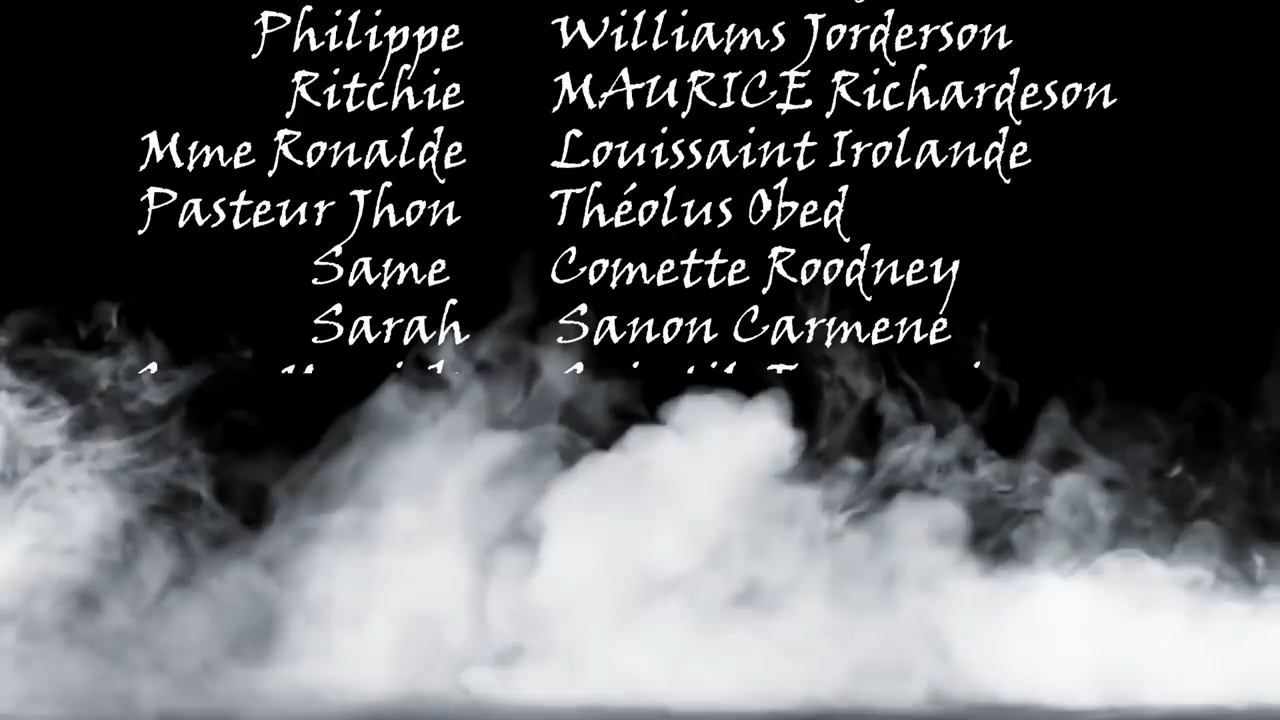 Philippe Williams Jorderson
Ritchie MAURICE Richardeson
Mme Ronalde Louissaint Irolande
Pasteur Jhon Théolus Obed
Same Comette Roodney
Sarah Sanon Carmene